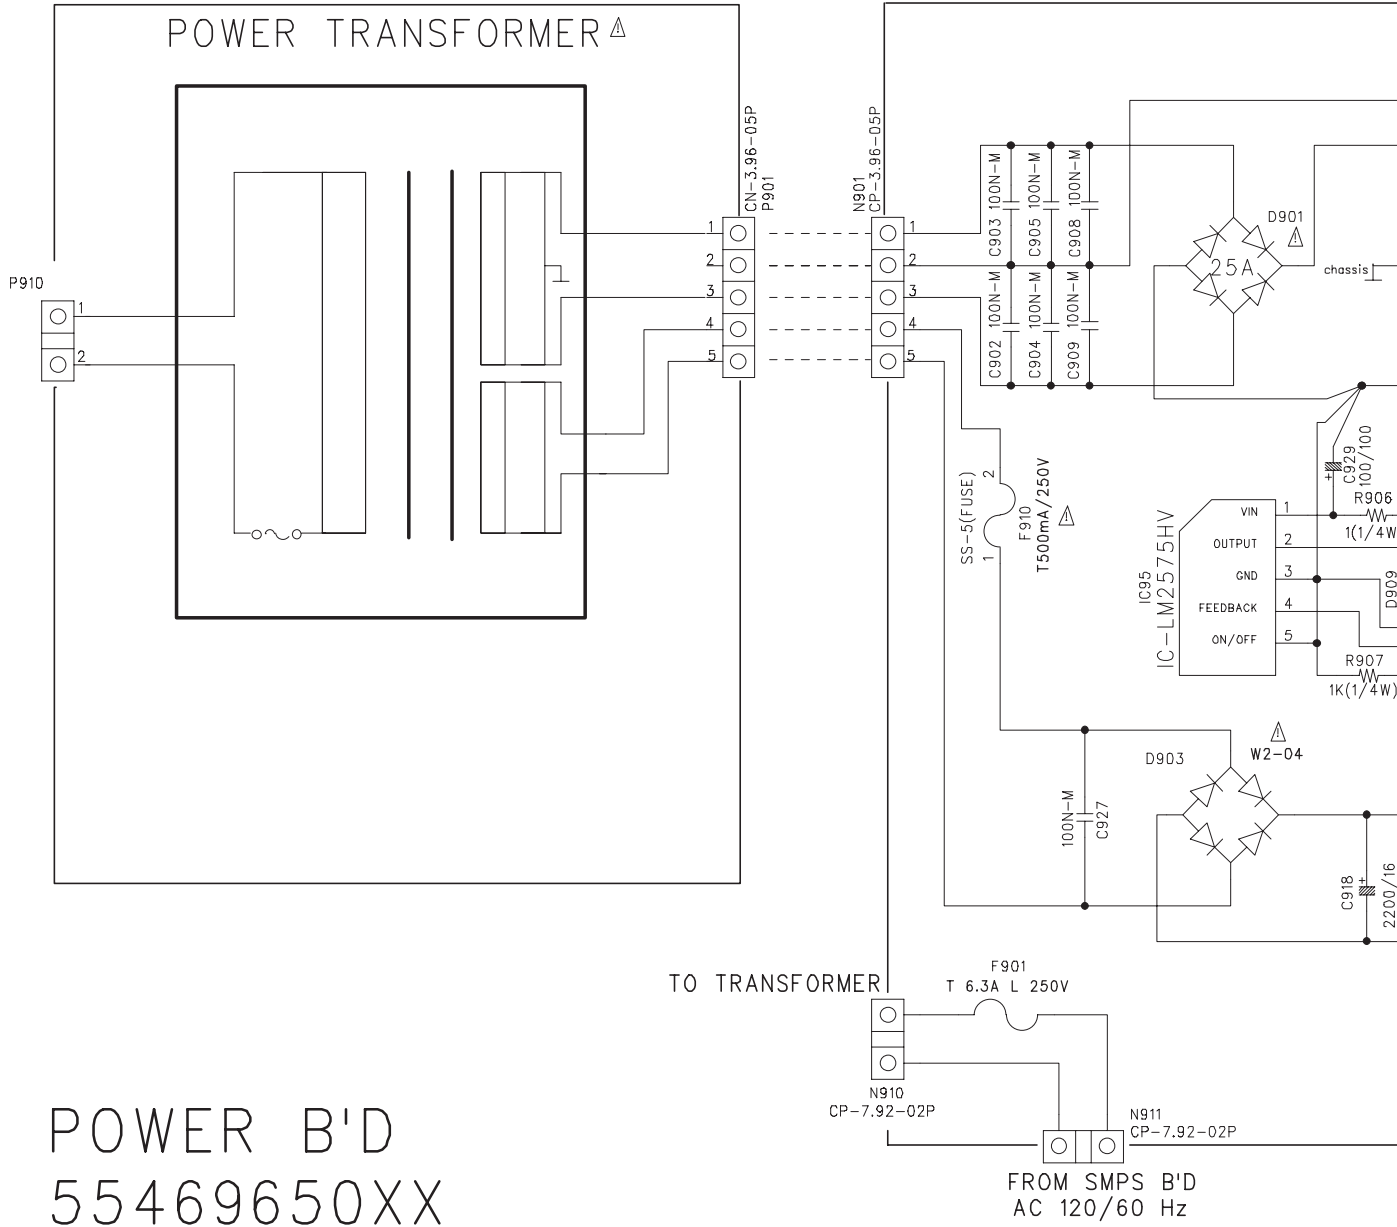 POWER TRANSFORMER
CN-3.96-05P
P901
N901
CP-3.96-05P
P910
1
2
1
2
3
4
5
1
2
3
4
5
C903 100N-M
C905 100N-M
C908 100N-M
C902 100N-M
C904 100N-M
C909 100N-M
D901
25A
chassis
C929
100/100
+
R906
1(1/4W
SS-5(FUSE)
2
1
F910
T500mA/250V
IC95
IC-LM2575HV
VIN 1
OUTPUT 2
GND 3
FEEDBACK 4
ON/OFF 5
D909
R907
1K(1/4W)
D903
W2-04
100N-M
C927
C918
+
2200/16
TO TRANSFORMER
F901
T 6.3A L 250V
N910
CP-7.92-02P
N911
CP-7.92-02P
FROM SMPS B'D
AC 120/60 Hz
POWER B'D
55469650XX